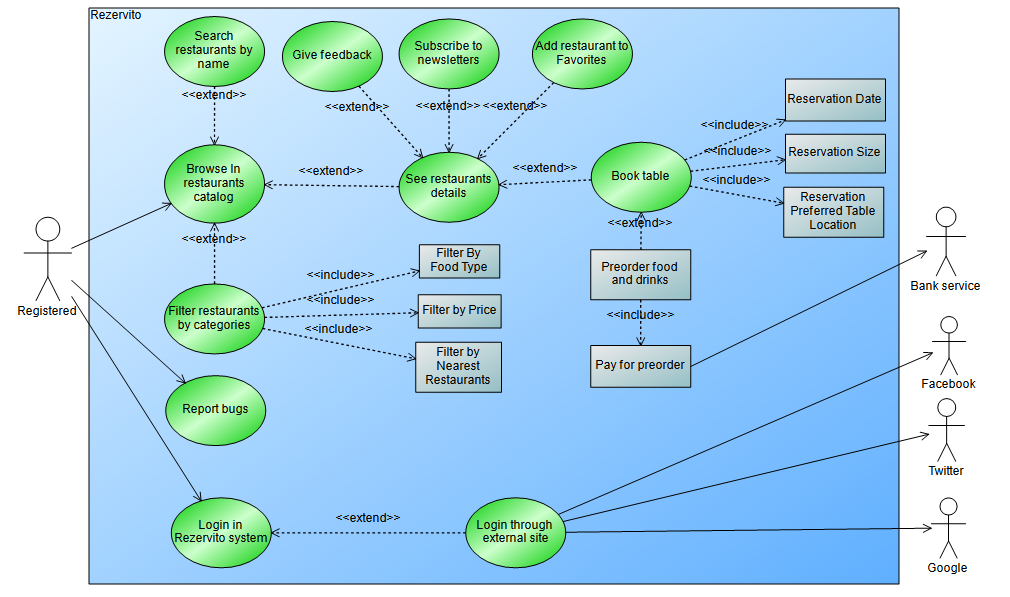 Rezervito
Search
restaurants by
name
Give feedback
Subscribe to
newsletters
Add restaurant to
Favorites
<<extend>>
<<extend>>
<<extend>>
<<extend>>
Reservation Date
<<include>>
Browse In
restaurants
catalog
<<extend>>
See restaurants
details
<<extend>>
Book table
<<include>>
Reservation Size
<<include>>
Reservation
Preferred Table
Location
<<extend>>
<<extend>>
Registered
Filter restaurants
by categories
<<include>>
<<include>>
<<include>>
Filter By
Food Type
Filter by Price
Filter by
Nearest
Restaurants
Preorder food
and drinks
<<include>>
Pay for preorder
Bank service
Facebook
Twitter
Google
Report bugs
Login in
Rezervito system
<<extend>>
Login through
external site